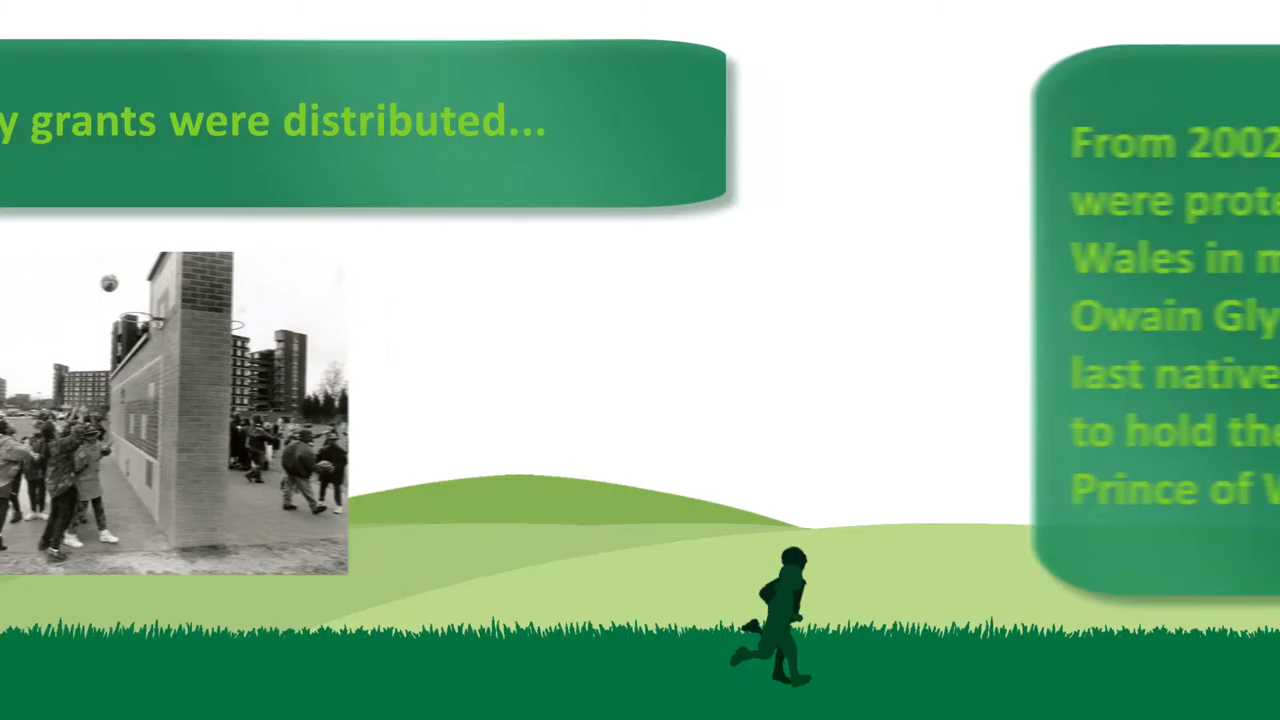 y grants were distributed...
From 2002
were prote
Wales in m
Owain Gly
last native
to hold the
Prince of W